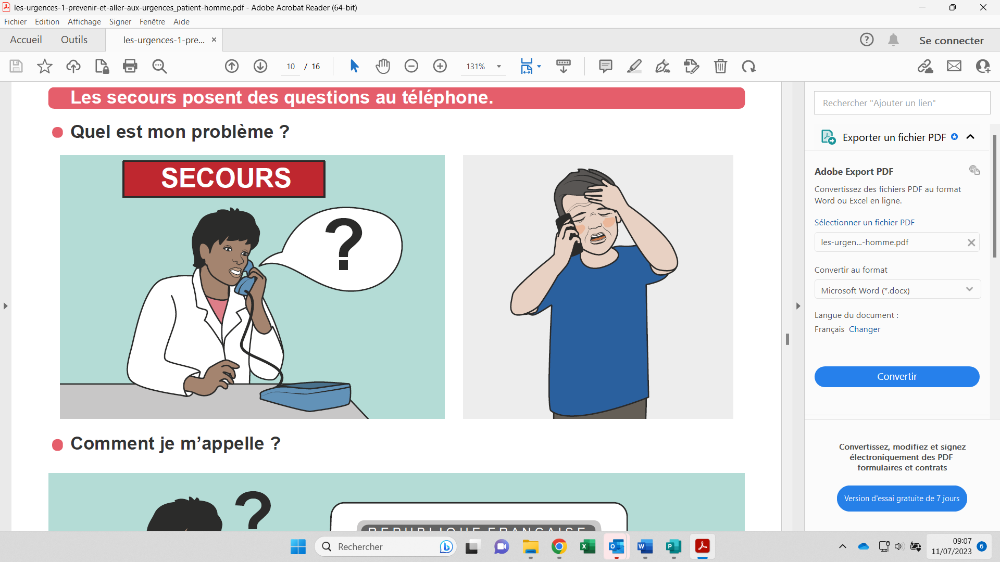 les-urgences-1-prevenir-et-aller-aux-urgences_patient-homme.pdf - Adobe Acrobat Reader (64-bit)
Fichier Edition Affichage Signer Fenêtre Aide
Accueil Outils les-urgences-1-pre... Se connecter
10 / 16 131%
Les secours posent des questions au téléphone.
Quel est mon problème ?
SECOURS
?
Comment je m’appelle ?
?
REPUBLIQUE FRANÇAISE
Rechercher "Ajouter un lien"
Exporter un fichier PDF
Adobe Export PDF
Convertissez des fichiers PDF au format
Word ou Excel en ligne.
Sélectionner un fichier PDF
les-urgen...-homme.pdf
Convertir au format
Microsoft Word (*.docx)
Langue du document :
Français Changer
Convertir
Convertissez, modifiez et signez
électroniquement des PDF
formulaires et contrats
Version d'essai gratuite de 7 jours
Rechercher
09:07
11/07/2023
6